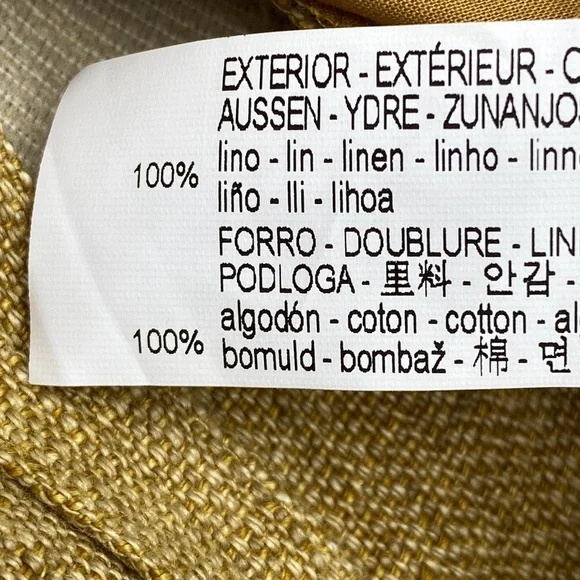 EXTERIOR - EXTÉRIEUR -
AUSSEN - YDRE - ZUNANJOS
100% lino - lin - linen - linho -
liño - lli - lihoa
FORRO - DOUBLURE -
PODLOGA - 里料 - 안감 -
100% algodón - coton - cotton -
bomuld - bombaž - 棉 - 면